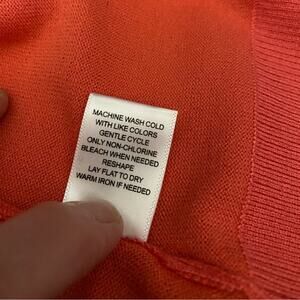 MACHINE WASH COLD
WITH LIKE COLORS
GENTLE CYCLE
ONLY NON-CHLORINE
BLEACH WHEN NEEDED
RESHAPE
LAY FLAT TO DRY
WARM IRON IF NEEDED